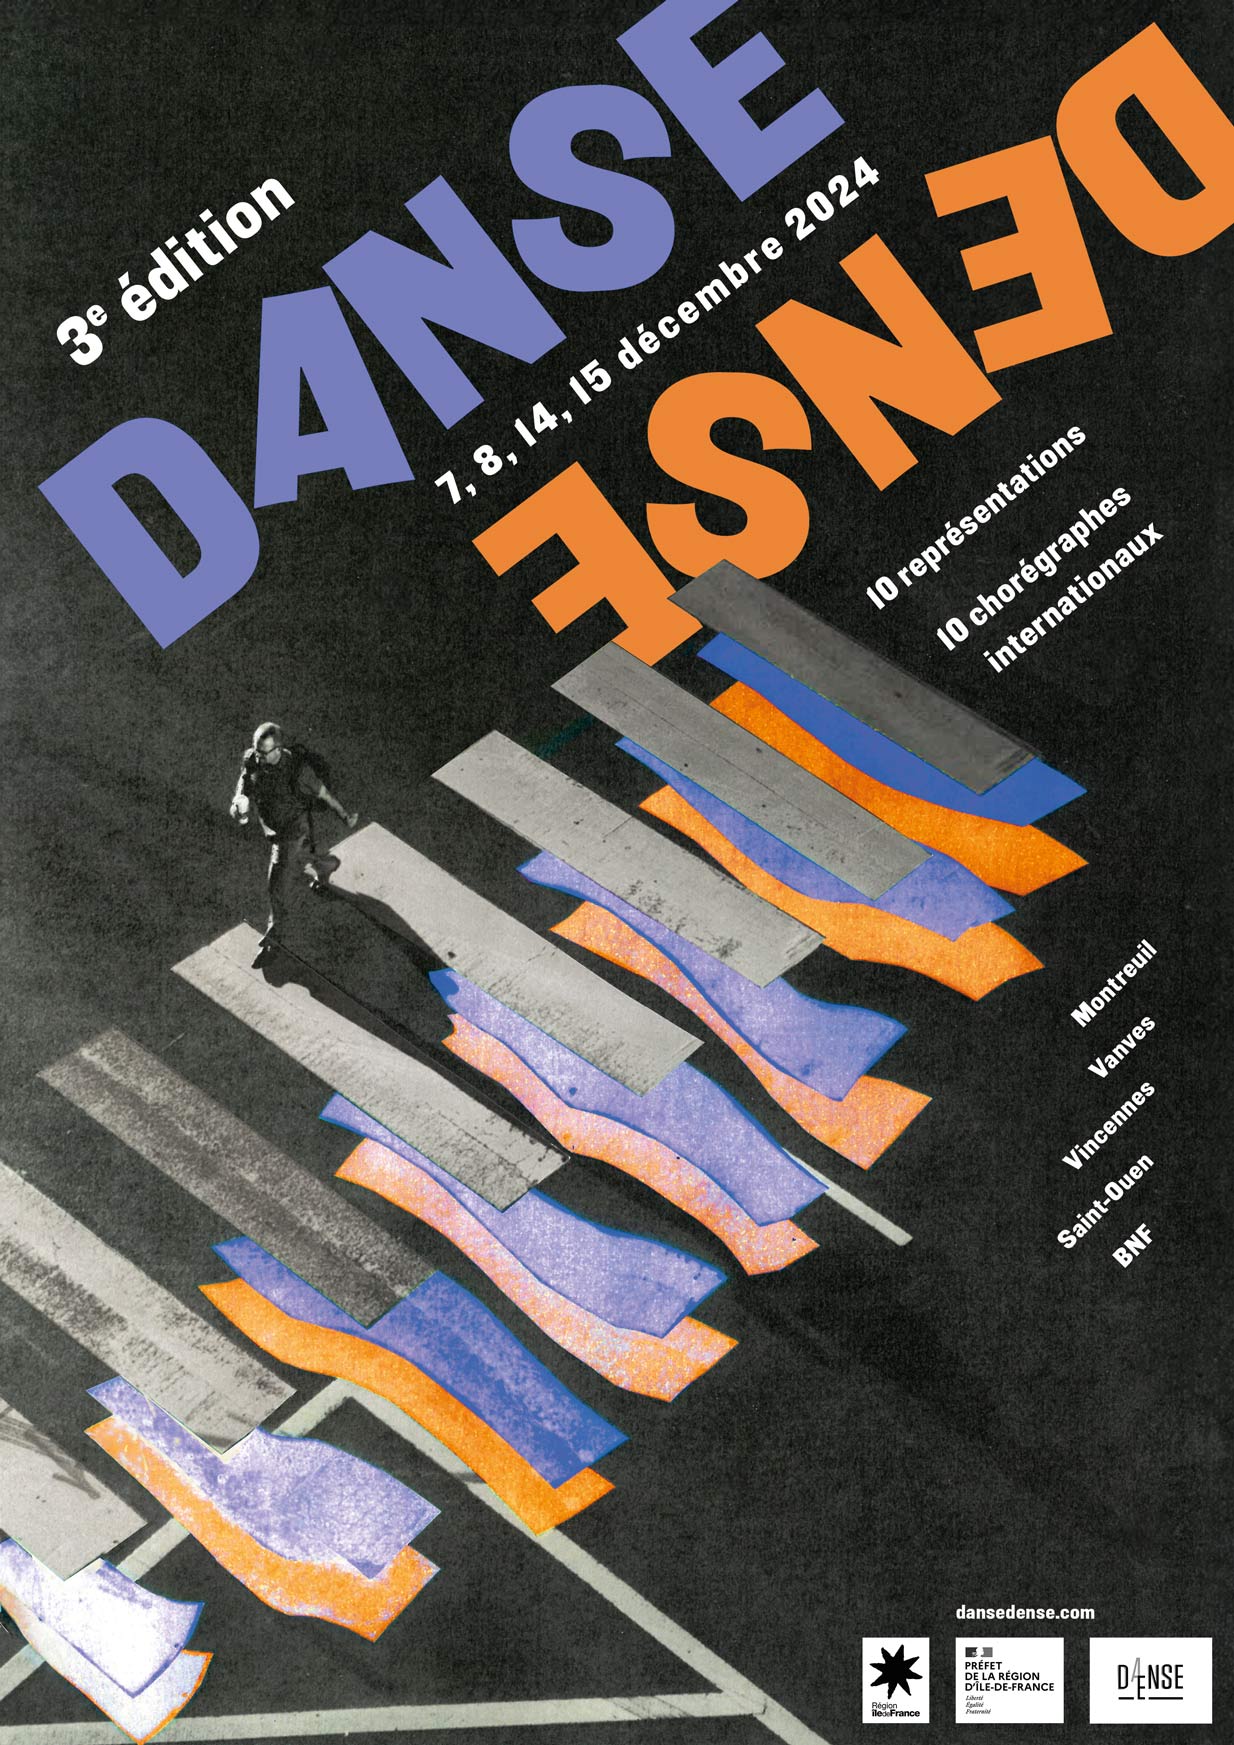 3e édition
DANSE
7, 8, 14, 15 décembre 2024
DENSE
10 représentations
10 chorégraphes
internationaux
Montreuil
Vanves
Vincennes
Saint-Ouen
BNF
dansedense.com
Région
îledeFrance
PRÉFET
DE LA RÉGION
D'ÎLE-DE-FRANCE
Liberté
Égalité
Fraternité
DAENSE